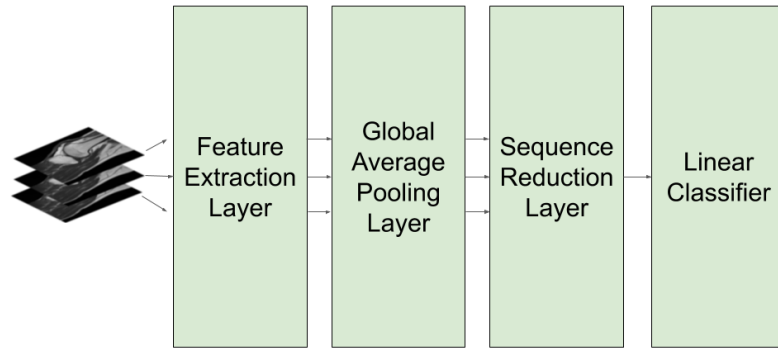 Feature
Extraction
Layer
Global
Average
Pooling
Layer
Sequence
Reduction
Layer
Linear
Classifier